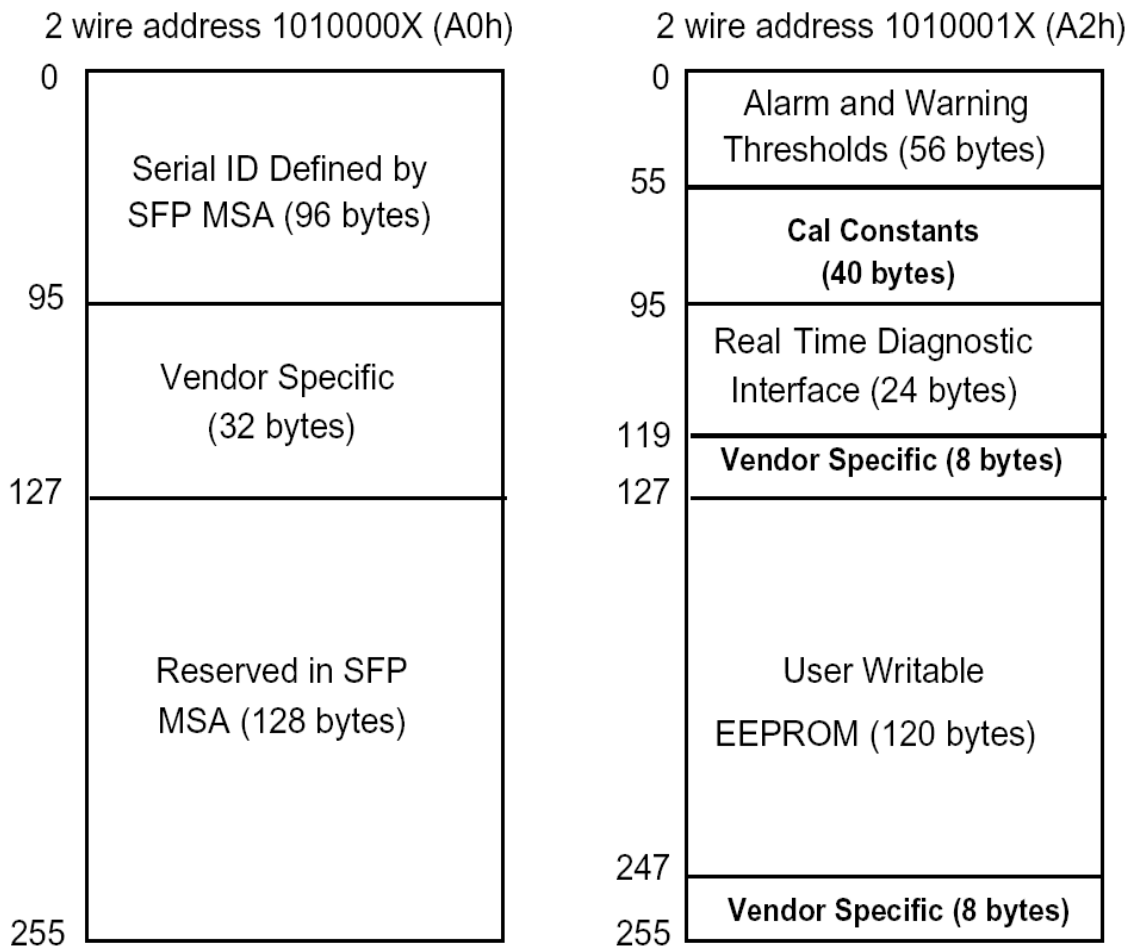 2 wire address 1010000X (A0h)
0
Serial ID Defined by
SFP MSA (96 bytes)
95
Vendor Specific
(32 bytes)
127
Reserved in SFP
MSA (128 bytes)
255
2 wire address 1010001X (A2h)
0
Alarm and Warning
Thresholds (56 bytes)
55
Cal Constants
(40 bytes)
95
Real Time Diagnostic
Interface (24 bytes)
119
Vendor Specific (8 bytes)
127
User Writable
EEPROM (120 bytes)
247
Vendor Specific (8 bytes)
255